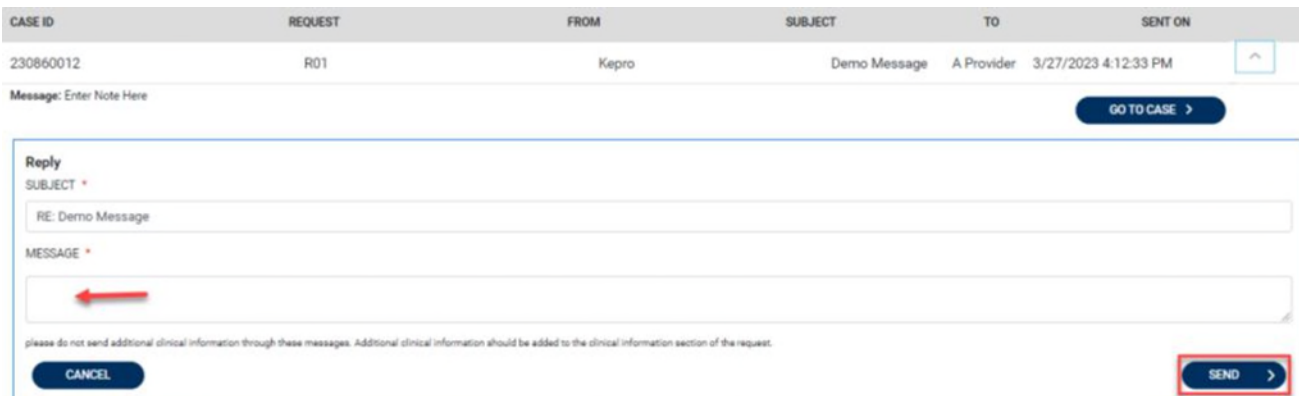 CASE ID REQUEST FROM SUBJECT TO SENT ON
230860012 R01 Kepro Demo Message A Provider 3/27/2023 4:12:33 PM
Message: Enter Note Here
GO TO CASE >
Reply
SUBJECT *
RE: Demo Message
MESSAGE *
please do not send additional clinical information through these messages. Additional clinical information should be added to the clinical information section of the request.
CANCEL
SEND >